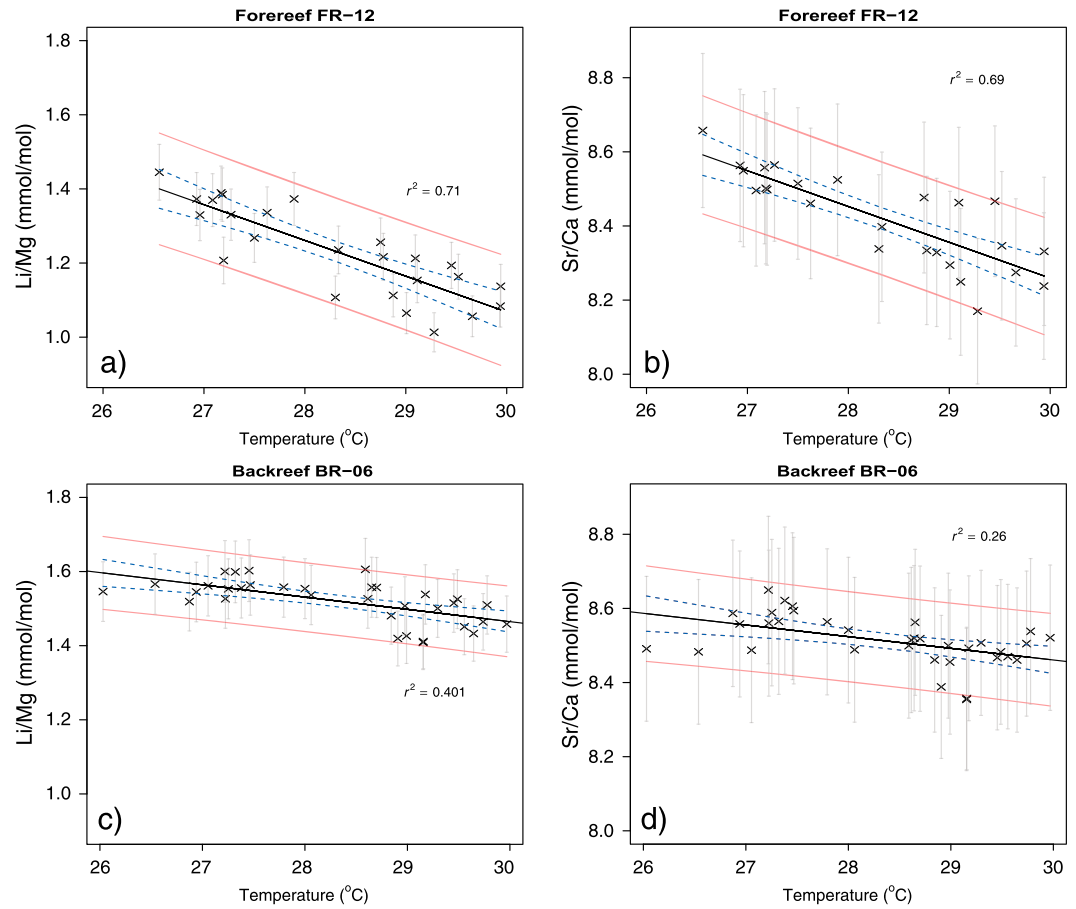 Forereef FR−12
Li/Mg (mmol/mol)
1.8
1.6
1.4
1.2
1.0
r² = 0.71
a)
26 27 28 29 30
Temperature (°C)
Forereef FR−12
Sr/Ca (mmol/mol)
8.8
8.6
8.4
8.2
8.0
r² = 0.69
b)
26 27 28 29 30
Temperature (°C)
Backreef BR−06
Li/Mg (mmol/mol)
1.8
1.6
1.4
1.2
1.0
r² = 0.401
c)
26 27 28 29 30
Temperature (°C)
Backreef BR−06
Sr/Ca (mmol/mol)
8.8
8.6
8.4
8.2
8.0
r² = 0.26
d)
26 27 28 29 30
Temperature (°C)